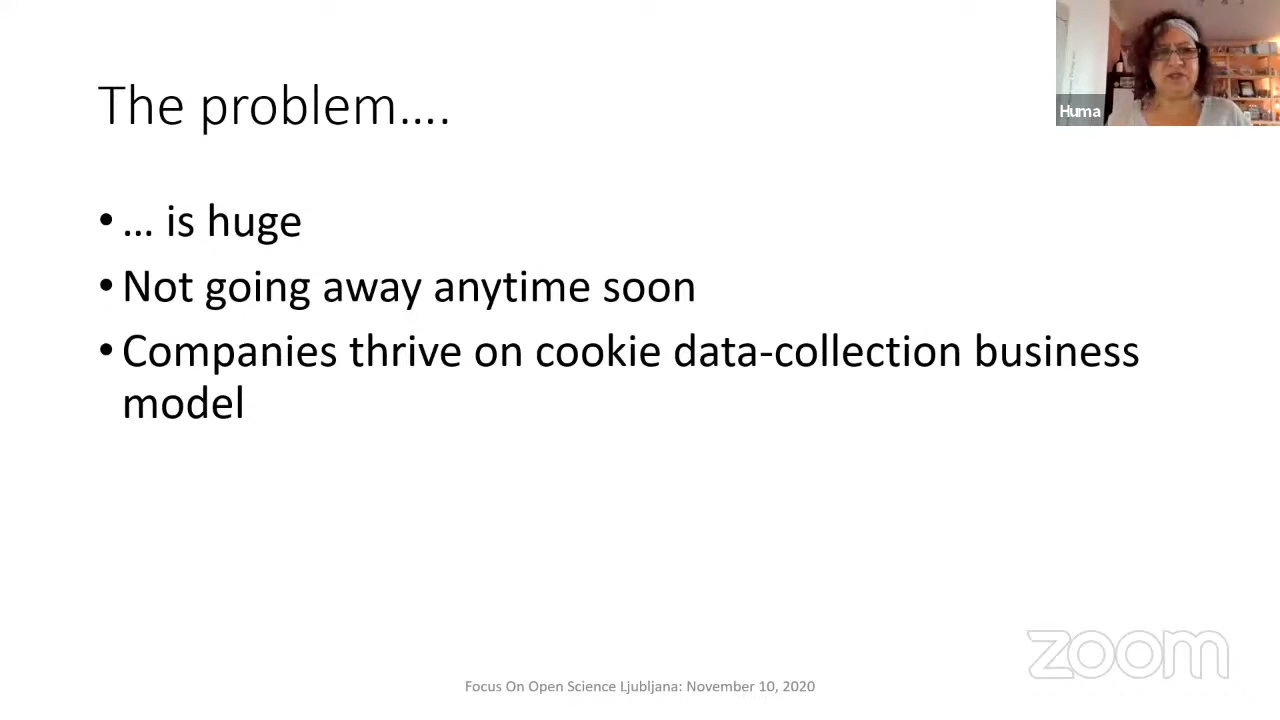 The problem....
Huma
• ... is huge
• Not going away anytime soon
• Companies thrive on cookie data-collection business
model
zoom
Focus On Open Science Ljubljana: November 10, 2020